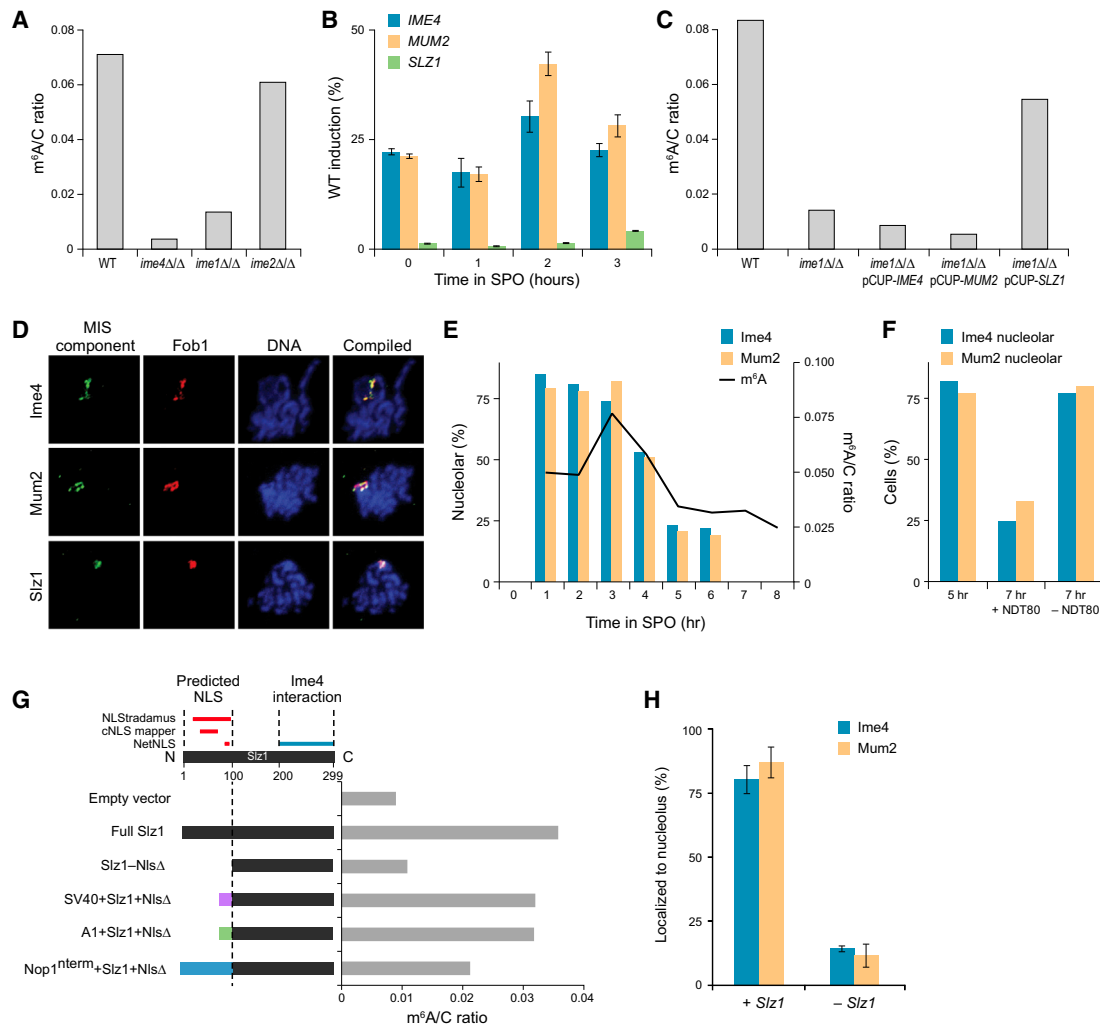 A
m⁶A/C ratio
0.08
0.06
0.04
0.02
0
WT
ime4Δ/Δ
ime1Δ/Δ
ime2Δ/Δ
B
IME4
MUM2
SLZ1
WT induction (%)
50
25
0
0
1
2
3
Time in SPO (hours)
C
m⁶A/C ratio
0.08
0.06
0.04
0.02
0
WT
ime1Δ/Δ
ime1Δ/Δ
pCUP-IME4
ime1Δ/Δ
pCUP-MUM2
ime1Δ/Δ
pCUP-SLZ1
D
MIS
component
Fob1
DNA
Compiled
Ime4
Mum2
Slz1
E
Ime4
Mum2
m⁶A
Nucleolar (%)
75
50
25
0
m⁶A/C ratio
0.100
0.075
0.050
0.025
0
0
1
2
3
4
5
6
7
8
Time in SPO (hr)
F
Ime4 nucleolar
Mum2 nucleolar
Cells (%)
75
50
25
0
5 hr
7 hr
+ NDT80
7 hr
– NDT80
G
Predicted
NLS
Ime4
interaction
NLStradamus
cNLS mapper
NetNLS
N
Slz1
C
1
100
200
299
Empty vector
Full Slz1
Slz1–NlsΔ
SV40+Slz1+NlsΔ
A1+Slz1+NlsΔ
Nop1ⁿᵗᵉʳᵐ+Slz1+NlsΔ
0
0.01
0.02
0.03
0.04
m⁶A/C ratio
H
Ime4
Mum2
Localized to nucleolus (%)
100
75
50
25
0
+ Slz1
– Slz1